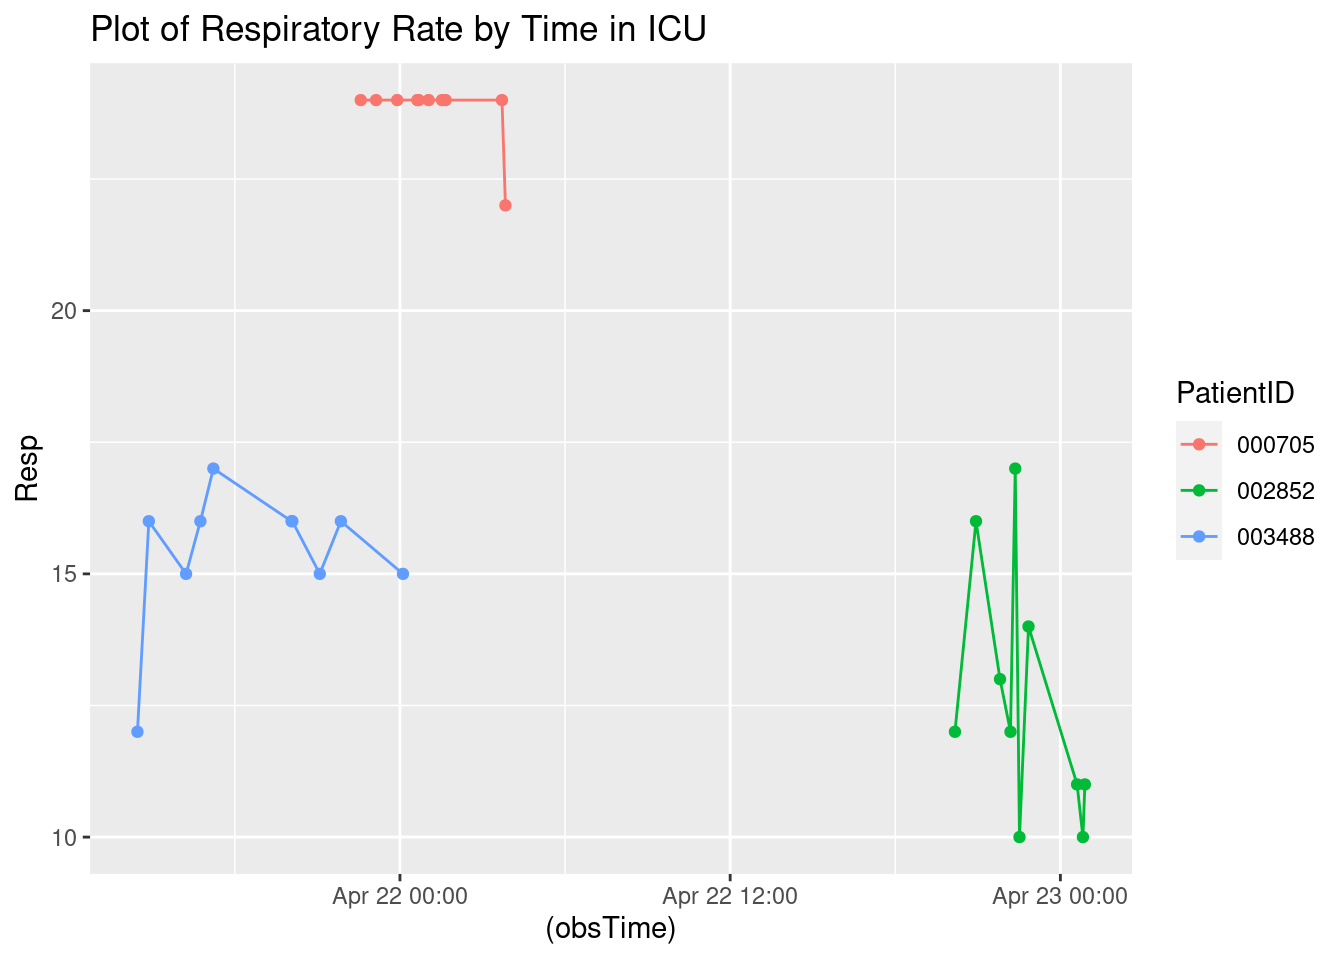 Plot of Respiratory Rate by Time in ICU
Resp
20
15
10
Apr 22 00:00
Apr 22 12:00
Apr 23 00:00
(obsTime)
PatientID
000705
002852
003488